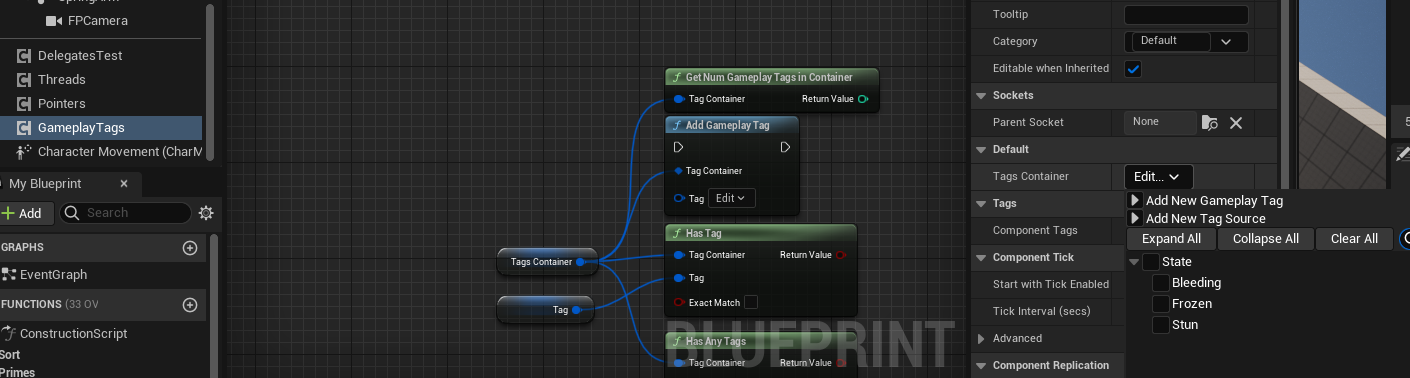 FPCamera
DelegatesTest
Threads
Pointers
GameplayTags
Character Movement (CharM
My Blueprint
Add
Search
GRAPHS
EventGraph
FUNCTIONS (33 OV
ConstructionScript
Sort
Primes
Get Num Gameplay Tags in Container
Tag Container Return Value
Add Gameplay Tag
Tag Container
Tag Edit
Has Tag
Tag Container Return Value
Tag
Exact Match
Has Any Tags
Tag Container Return Value
Tags Container
Tag
BLUEPRINT
Tooltip
Category Default
Editable when Inherited
Sockets
Parent Socket None
Default
Tags Container Edit...
Tags
Component Tags
Component Tick
Start with Tick Enabled
Tick Interval (secs)
Advanced
Component Replication
Add New Gameplay Tag
Add New Tag Source
Expand All Collapse All Clear All
State
Bleeding
Frozen
Stun